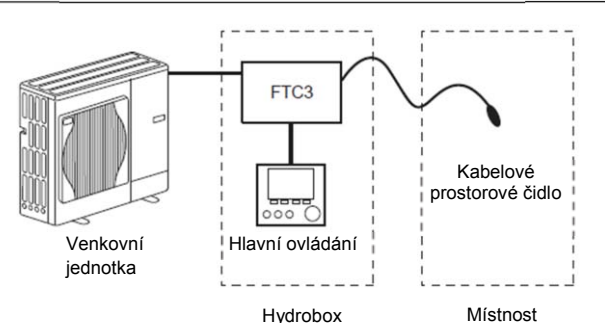 FTC3
Kabelové
prostorové čidlo
Venkovní
jednotka
Hlavní ovládání
Hydrobox
Místnost